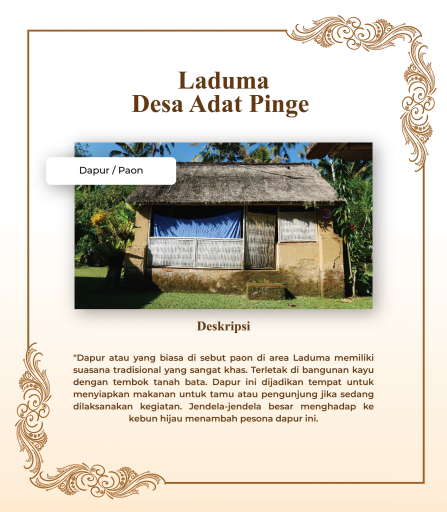 Laduma
Desa Adat Pinge
Dapur / Paon
Deskripsi
"Dapur atau yang biasa di sebut paon di area Laduma memiliki
suasana tradisional yang sangat khas. Terletak di bangunan kayu
dengan tembok tanah bata. Dapur ini dijadikan tempat untuk
menyiapkan makanan untuk tamu atau pengunjung jika sedang
dilaksanakan kegiatan. Jendela-jendela besar menghadap ke
kebun hijau menambah pesona dapur ini.